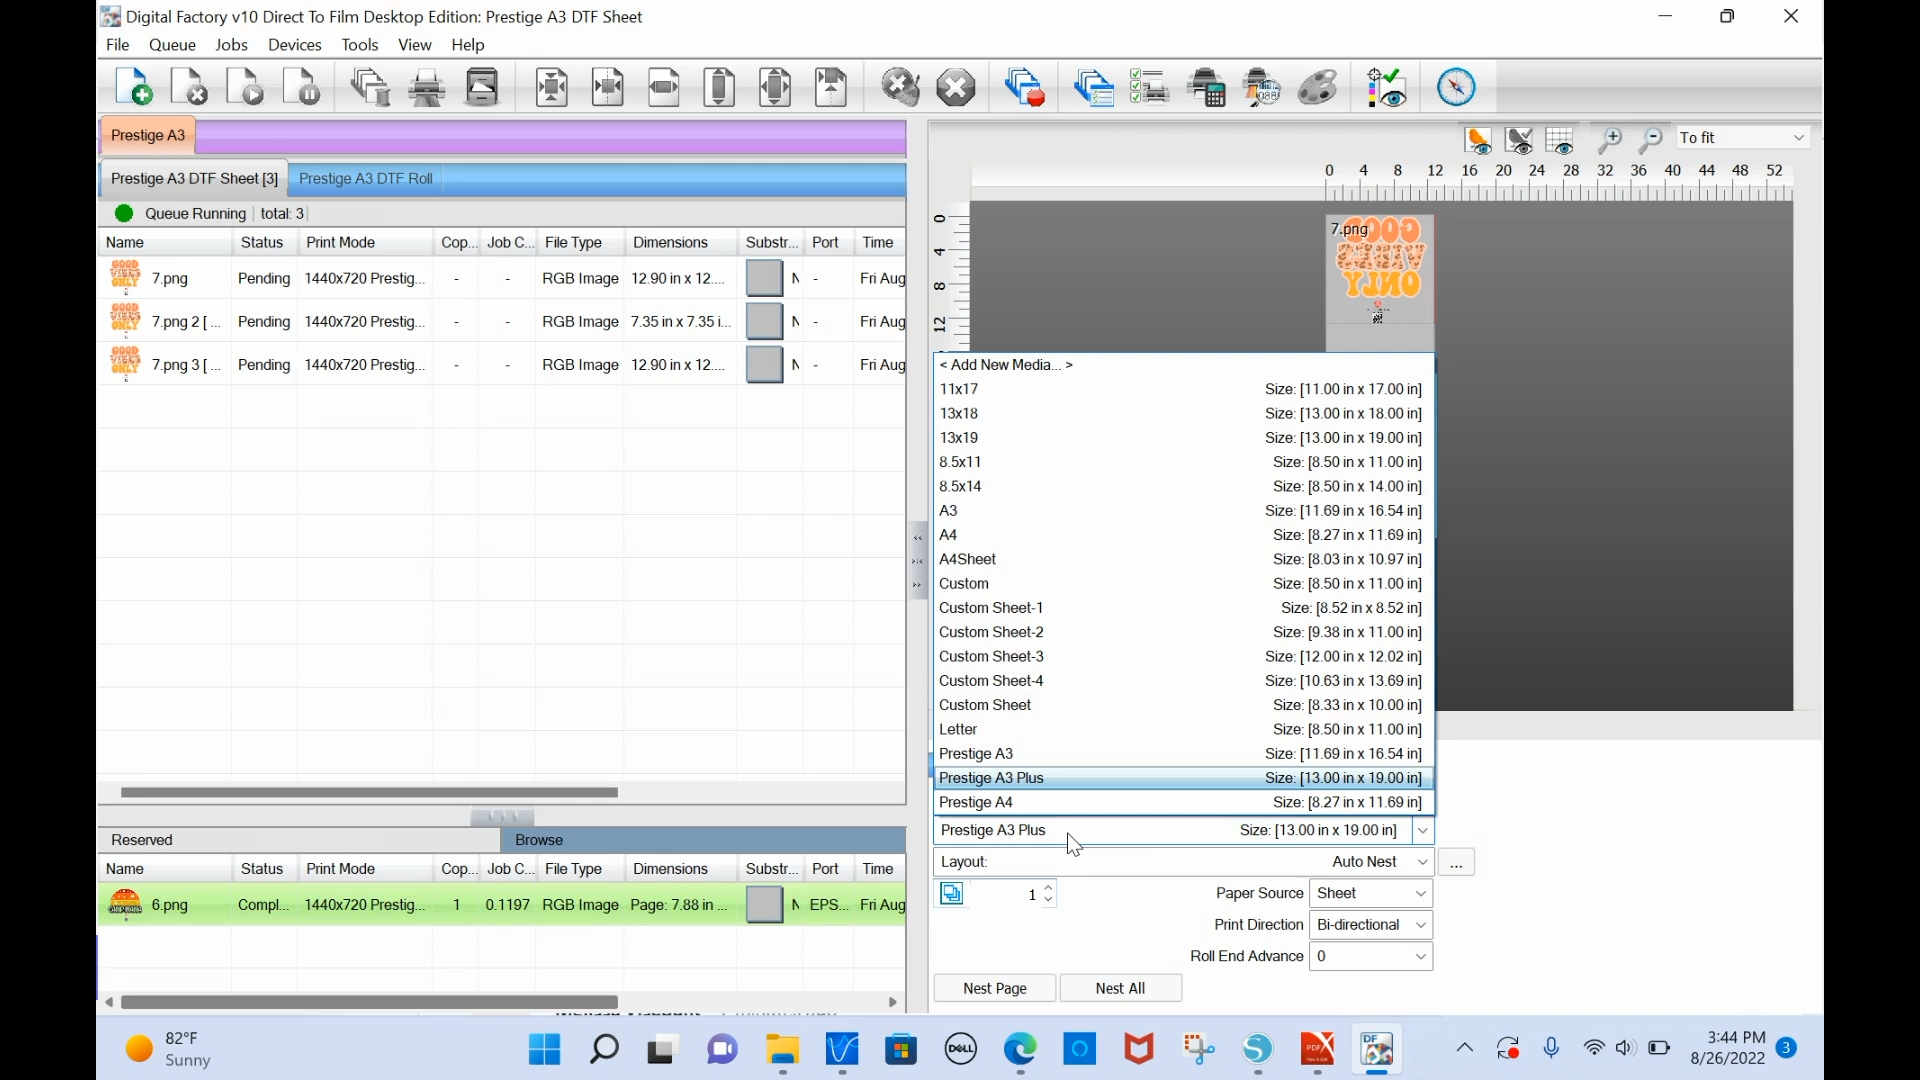 Digital Factory v10 Direct To Film Desktop Edition: Prestige A3 DTF Sheet
File Queue Jobs Devices Tools View Help
Prestige A3
Prestige A3 DTF Sheet [3] Prestige A3 DTF Roll
Queue Running total: 3
Name Status Print Mode Cop... Job C... File Type Dimensions Substr... Port Time
7.png Pending 1440x720 Prestig... - - RGB Image 12.90 in x 12.... N - Fri Aug
7.png 2 [ ... Pending 1440x720 Prestig... - - RGB Image 7.35 in x 7.35 i... N - Fri Aug
7.png 3 [ ... Pending 1440x720 Prestig... - - RGB Image 12.90 in x 12.... N - Fri Aug
To fit
0 4 8 12 16 20 24 28 32 36 40 44 48 52
0
4
8
12
7.png
GOOD
VIBES
ONLY
< Add New Media... >
11x17 Size: [11.00 in x 17.00 in]
13x18 Size: [13.00 in x 18.00 in]
13x19 Size: [13.00 in x 19.00 in]
8.5x11 Size: [8.50 in x 11.00 in]
8.5x14 Size: [8.50 in x 14.00 in]
A3 Size: [11.69 in x 16.54 in]
A4 Size: [8.27 in x 11.69 in]
A4Sheet Size: [8.03 in x 10.97 in]
Custom Size: [8.50 in x 11.00 in]
Custom Sheet-1 Size: [8.52 in x 8.52 in]
Custom Sheet-2 Size: [9.38 in x 11.00 in]
Custom Sheet-3 Size: [12.00 in x 12.02 in]
Custom Sheet-4 Size: [10.63 in x 13.69 in]
Custom Sheet Size: [8.33 in x 10.00 in]
Letter Size: [8.50 in x 11.00 in]
Prestige A3 Size: [11.69 in x 16.54 in]
Prestige A3 Plus Size: [13.00 in x 19.00 in]
Prestige A4 Size: [8.27 in x 11.69 in]
Prestige A3 Plus Size: [13.00 in x 19.00 in]
Layout: Auto Nest ...
1 Paper Source Sheet
Print Direction Bi-directional
Roll End Advance 0
Nest Page Nest All
Reserved Browse
Name Status Print Mode Cop... Job C... File Type Dimensions Substr... Port Time
6.png Compl... 1440x720 Prestig... 1 0.1197 RGB Image Page: 7.88 in ... N EPS... Fri Aug
82°F
Sunny
DELL
PDF
DF
3:44 PM
8/26/2022
3